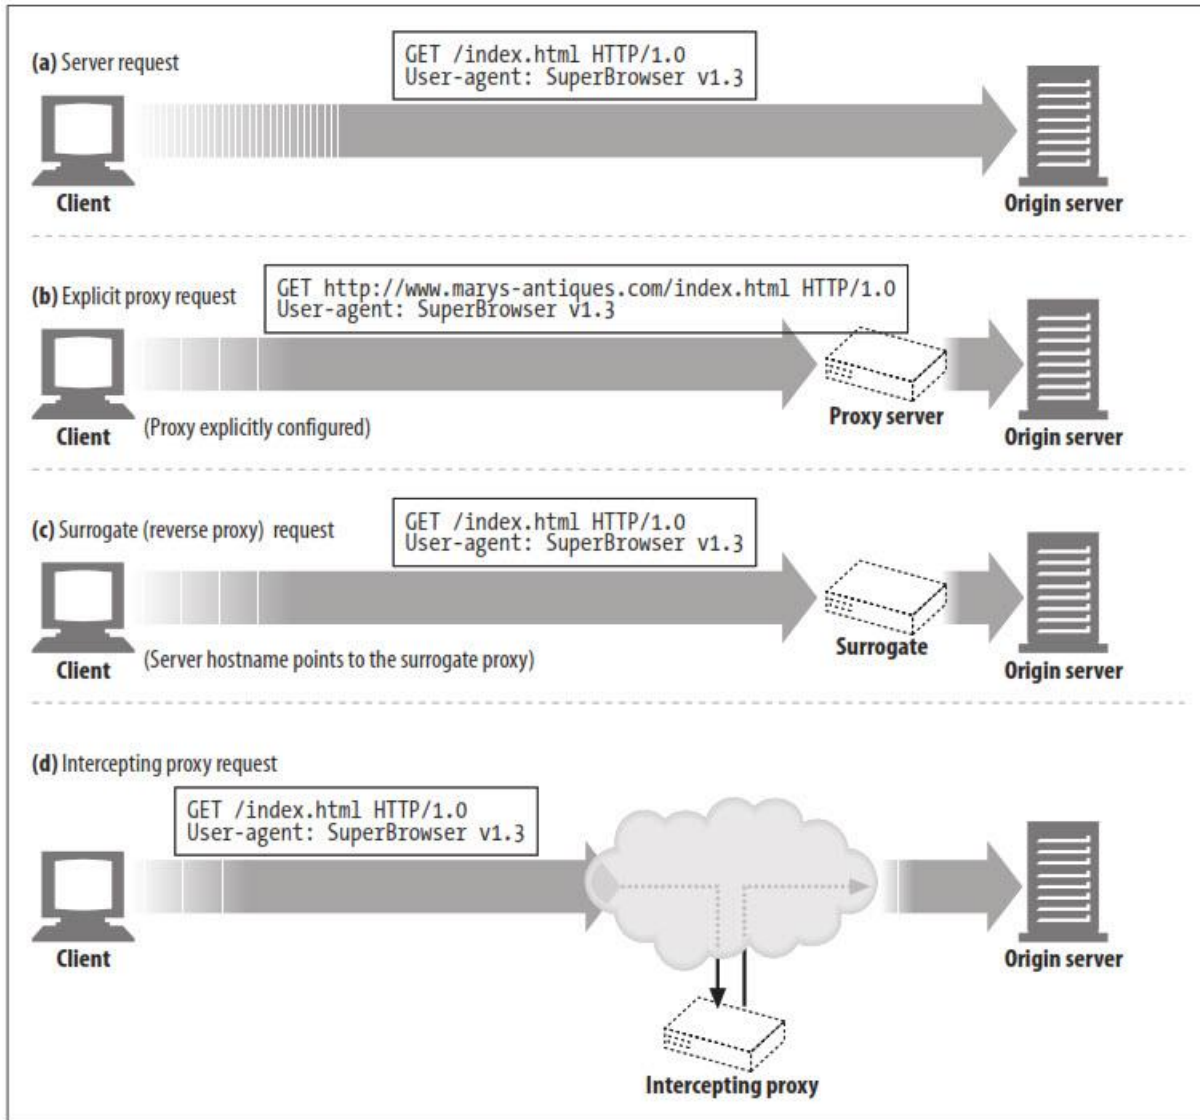 (a) Server request
GET /index.html HTTP/1.0
User-agent: SuperBrowser v1.3
Client
Origin server
(b) Explicit proxy request
GET http://www.marys-antiques.com/index.html HTTP/1.0
User-agent: SuperBrowser v1.3
Client
(Proxy explicitly configured)
Proxy server
Origin server
(c) Surrogate (reverse proxy) request
GET /index.html HTTP/1.0
User-agent: SuperBrowser v1.3
Client
(Server hostname points to the surrogate proxy)
Surrogate
Origin server
(d) Intercepting proxy request
GET /index.html HTTP/1.0
User-agent: SuperBrowser v1.3
Client
Origin server
Intercepting proxy